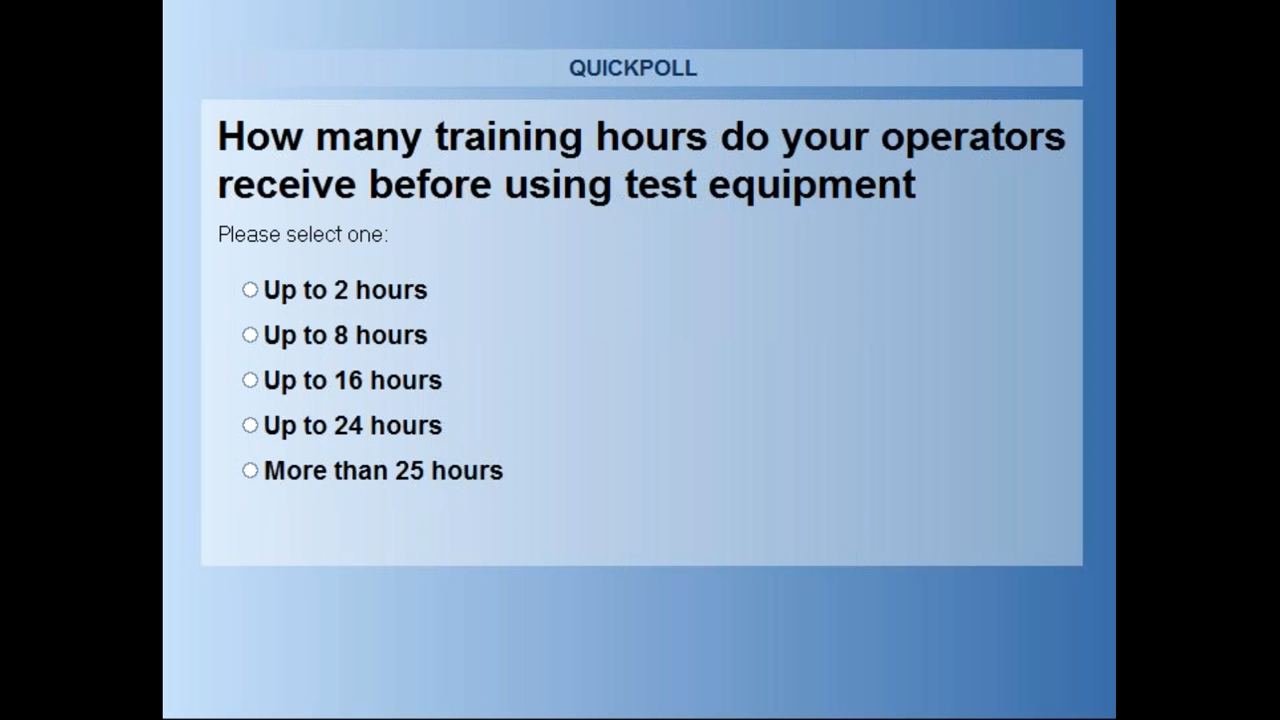 QUICKPOLL
How many training hours do your operators
receive before using test equipment
Please select one:
Up to 2 hours
Up to 8 hours
Up to 16 hours
Up to 24 hours
More than 25 hours